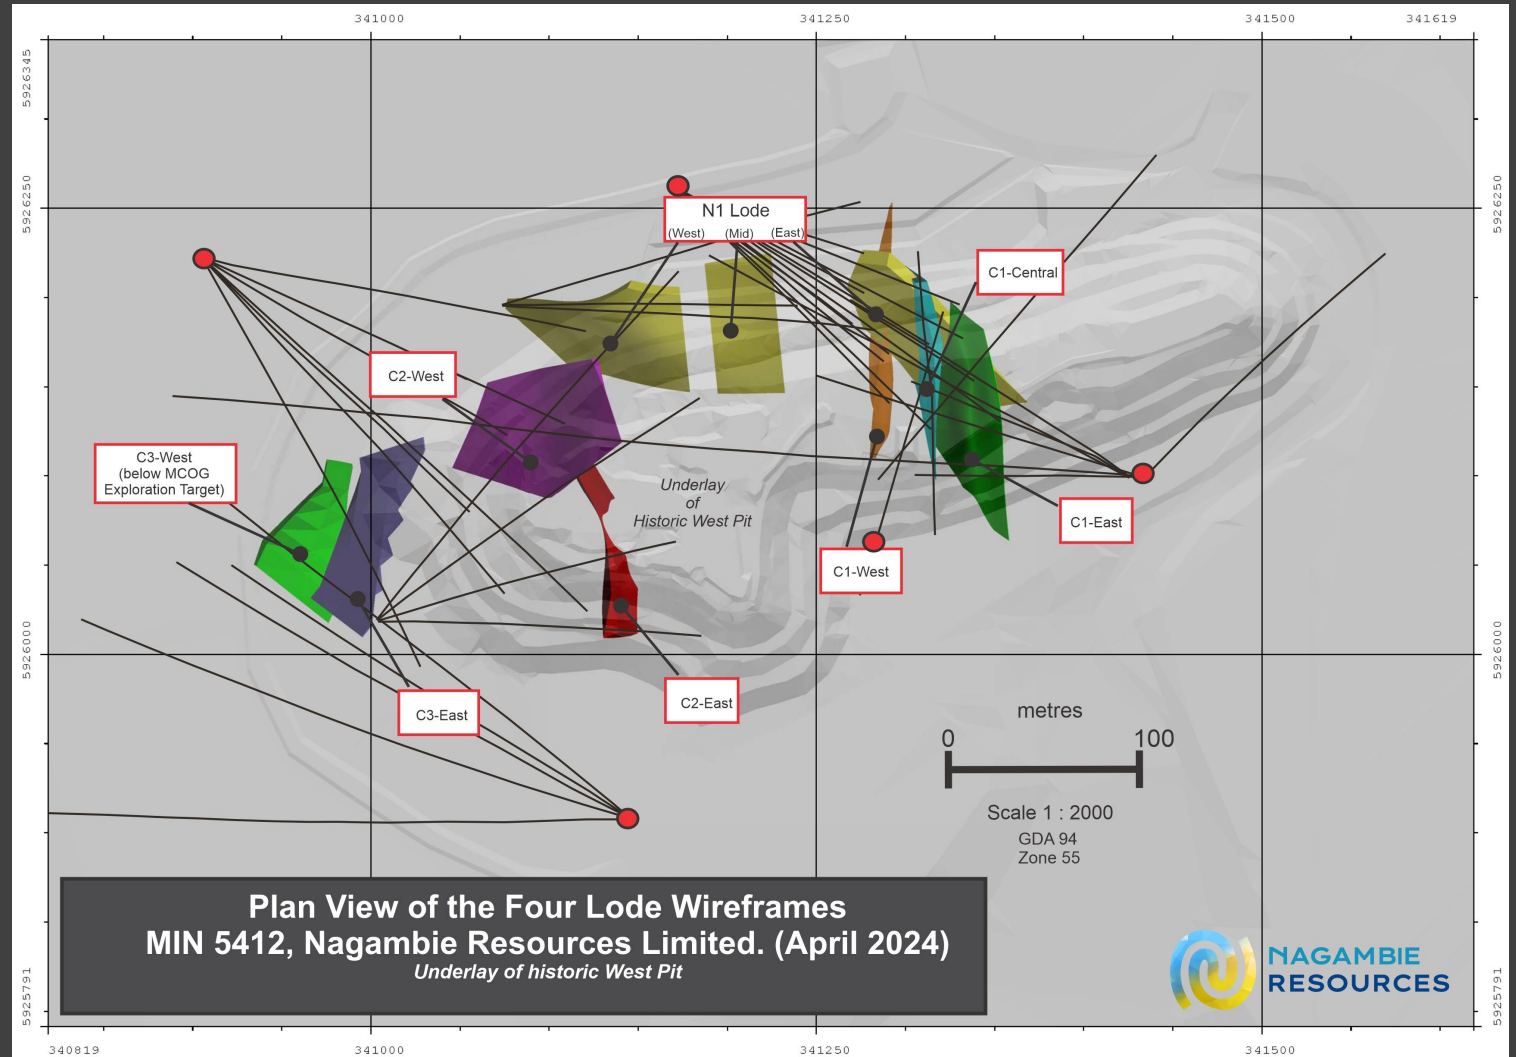 341000
341250
341500
341619
5926345
5926250
5926250
N1 Lode
(West)
(Mid)
(East)
C1-Central
C2-West
C3-West
(below MCOG
Exploration Target)
Underlay
of
Historic West Pit
C1-East
C1-West
5926000
5926000
C2-East
C3-East
metres
0
100
Scale 1 : 2000
GDA 94
Zone 55
Plan View of the Four Lode Wireframes
MIN 5412, Nagambie Resources Limited. (April 2024)
Underlay of historic West Pit
NAGAMBIE
RESOURCES
5925791
5925791
340819
341000
341250
341500